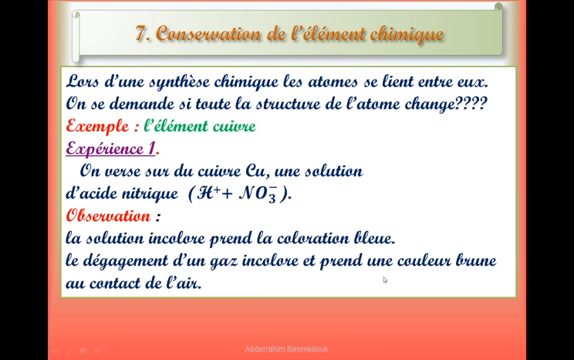 7. Conservation de l'élément chimique
Lors d'une synthèse chimique les atomes se lient entre eux.
On se demande si toute la structure de l'atome change????
Exemple : l'élément cuivre
Expérience 1.
On verse sur du cuivre Cu, une solution
d'acide nitrique (H⁺+ NO₃⁻).
Observation :
la solution incolore prend la coloration bleue.
le dégagement d'un gaz incolore et prend une couleur brune
au contact de l'air.
Abderrahim Benmellouk